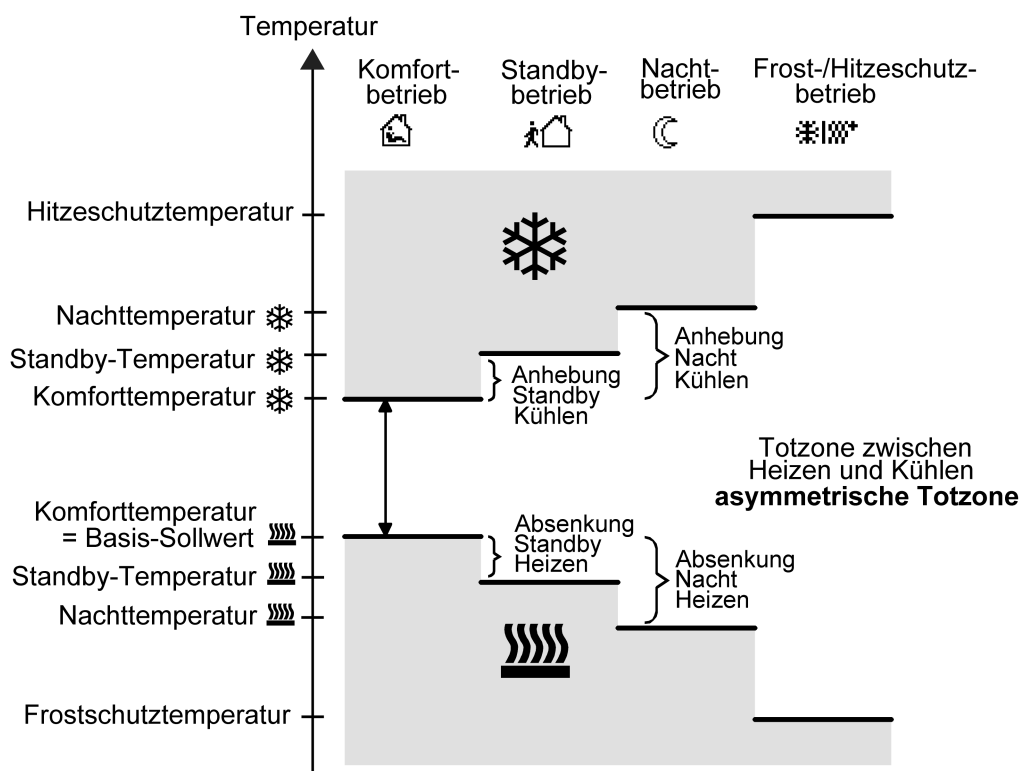 Temperatur
Komfort-
betrieb
Standby-
betrieb
Nacht-
betrieb
Frost-/Hitzeschutz-
betrieb
Hitzeschutztemperatur
Nachttemperatur
Standby-Temperatur
Komforttemperatur
Anhebung
Standby
Kühlen
Anhebung
Nacht
Kühlen
Totzone zwischen
Heizen und Kühlen
asymmetrische Totzone
Komforttemperatur
= Basis-Sollwert
Standby-Temperatur
Nachttemperatur
Absenkung
Standby
Heizen
Absenkung
Nacht
Heizen
Frostschutztemperatur